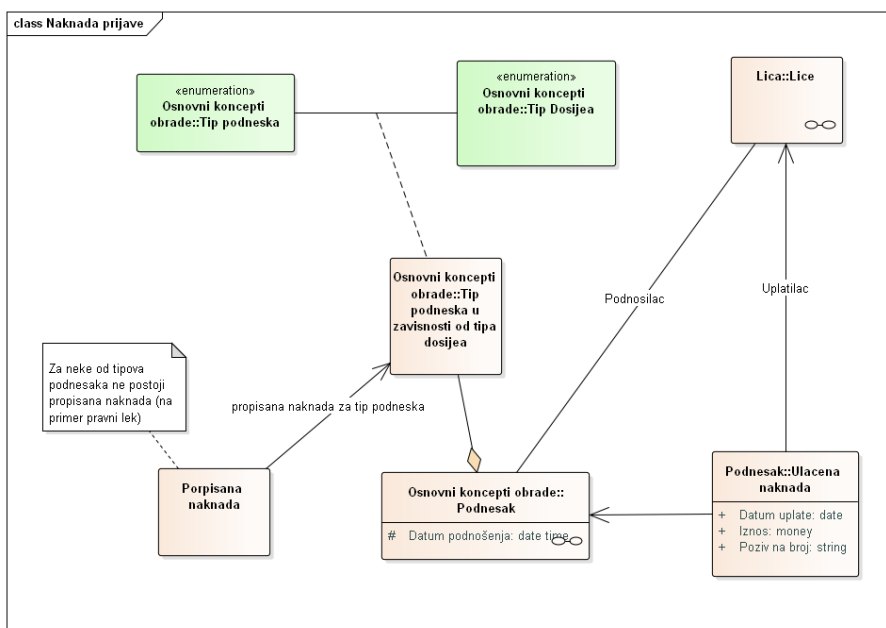 class Naknada prijave
«enumeration»
Osnovni koncepti
obrade::Tip podneska
«enumeration»
Osnovni koncepti
obrade::Tip Dosijea
Lica::Lice
Osnovni koncepti
obrade::Tip
podneska u
zavisnosti od tipa
dosijea
Podnosilac
Uplatilac
Za neke od tipova
podnesaka ne postoji
propisana naknada (na
primer pravni lek)
propisana naknada za tip podneska
Porpisana
naknada
Osnovni koncepti obrade::
Podnesak
# Datum podnošenja: date time
Podnesak::Ulacena
naknada
+ Datum uplate: date
+ Iznos: money
+ Poziv na broj: string